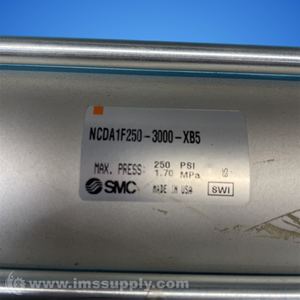 NCDA1F250-3000-XB5
MAX. PRESS: 250 PSI
1.70 MPa
SMC MADE IN USA SWI
www.imssupply.com